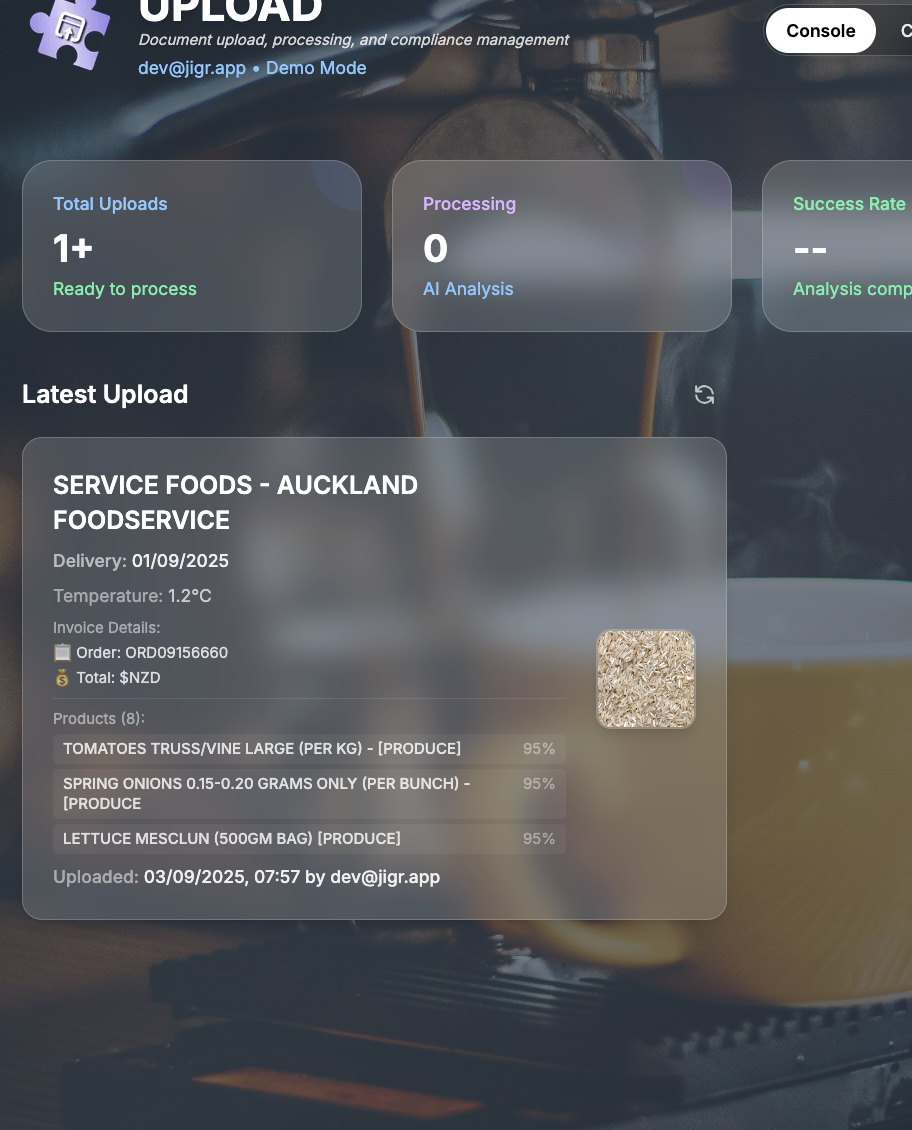 UPLOAD
Document upload, processing, and compliance management
dev@jigr.app • Demo Mode
Console
C
Total Uploads
1+
Ready to process
Processing
0
AI Analysis
Success Rate
--
Analysis comp
Latest Upload
SERVICE FOODS - AUCKLAND
FOODSERVICE
Delivery: 01/09/2025
Temperature: 1.2°C
Invoice Details:
📋 Order: ORD09156660
💰 Total: $NZD
Products (8):
TOMATOES TRUSS/VINE LARGE (PER KG) - [PRODUCE] 95%
SPRING ONIONS 0.15-0.20 GRAMS ONLY (PER BUNCH) - 95%
[PRODUCE
LETTUCE MESCLUN (500GM BAG) [PRODUCE] 95%
Uploaded: 03/09/2025, 07:57 by dev@jigr.app